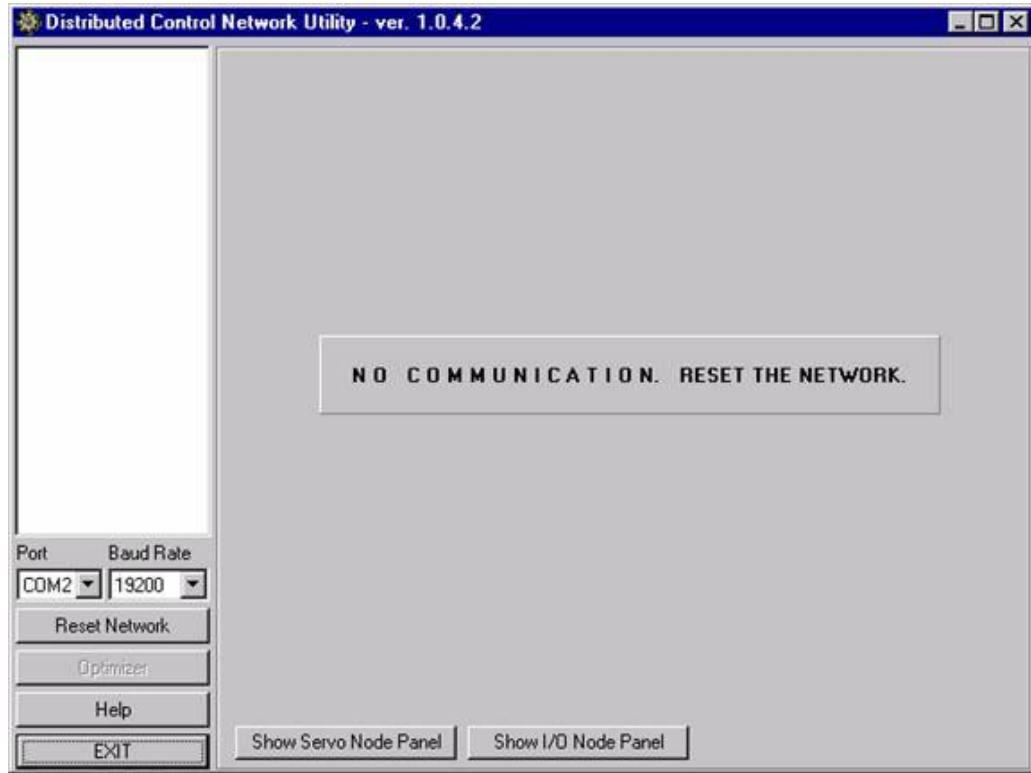 Distributed Control Network Utility - ver. 1.0.4.2
NO COMMUNICATION. RESET THE NETWORK.
Port Baud Rate
COM2 19200
Reset Network
Optimizer
Help
EXIT
Show Servo Node Panel Show I/O Node Panel